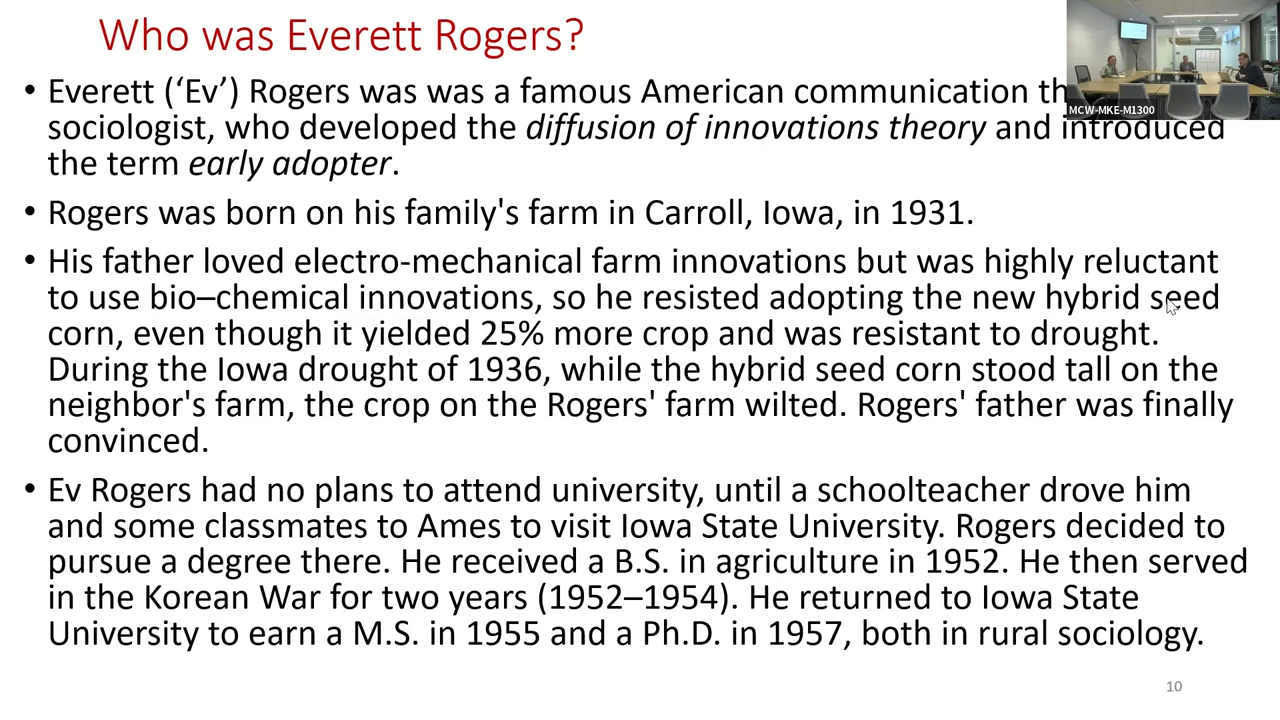 Who was Everett Rogers?
• Everett (‘Ev’) Rogers was was a famous American communication
sociologist, who developed the diffusion of innovations theory and introduced
the term early adopter.
• Rogers was born on his family's farm in Carroll, Iowa, in 1931.
• His father loved electro-mechanical farm innovations but was highly reluctant
to use bio–chemical innovations, so he resisted adopting the new hybrid seed
corn, even though it yielded 25% more crop and was resistant to drought.
During the Iowa drought of 1936, while the hybrid seed corn stood tall on the
neighbor's farm, the crop on the Rogers' farm wilted. Rogers' father was finally
convinced.
• Ev Rogers had no plans to attend university, until a schoolteacher drove him
and some classmates to Ames to visit Iowa State University. Rogers decided to
pursue a degree there. He received a B.S. in agriculture in 1952. He then served
in the Korean War for two years (1952–1954). He returned to Iowa State
University to earn a M.S. in 1955 and a Ph.D. in 1957, both in rural sociology.
10
MCW-MKE-M1300